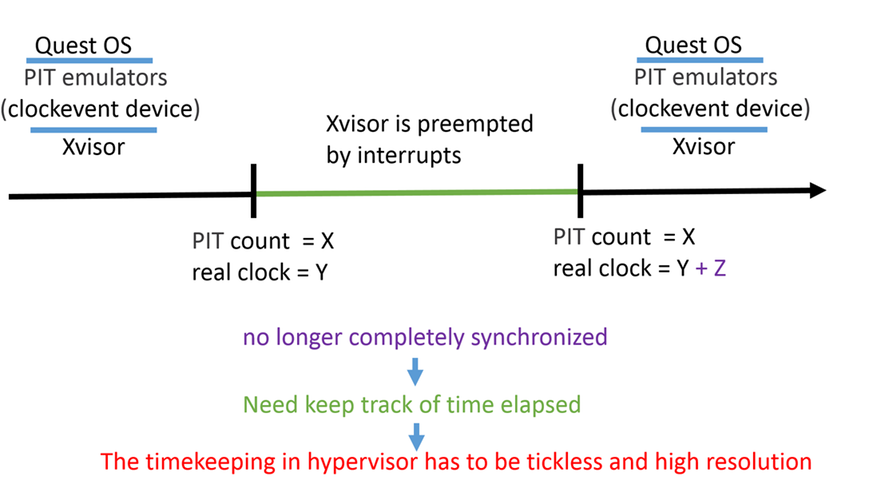 Quest OS
PIT emulators
(clockevent device)
Xvisor
Xvisor is preempted
by interrupts
Quest OS
PIT emulators
(clockevent device)
Xvisor
PIT count = X
real clock = Y
PIT count = X
real clock = Y + Z
no longer completely synchronized
Need keep track of time elapsed
The timekeeping in hypervisor has to be tickless and high resolution